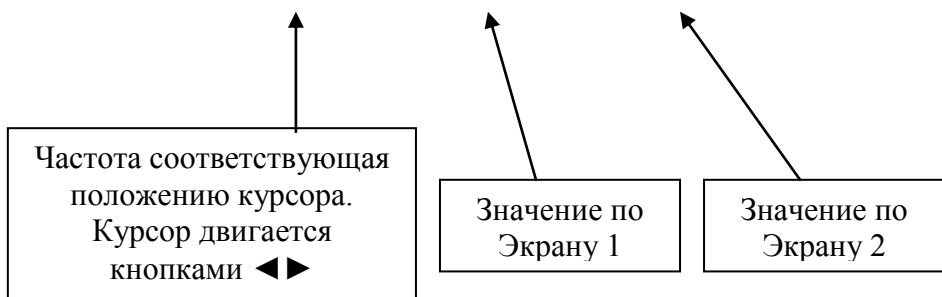 Частота соответствующая
положению курсора.
Курсор двигается
кнопками ◄►
Значение по
Экрану 1
Значение по
Экрану 2